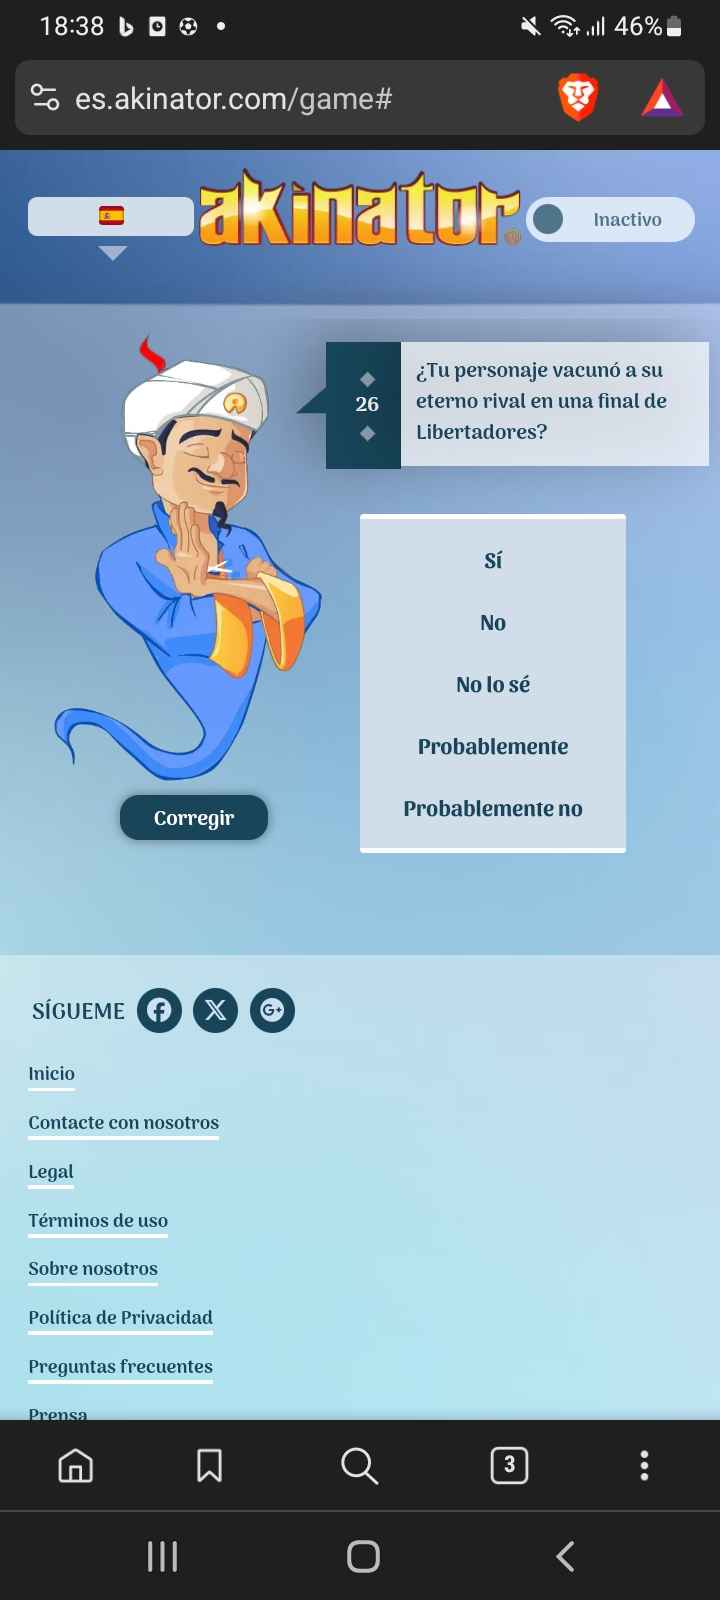 18:38
46%
es.akinator.com/game#
akinator
Inactivo
26
¿Tu personaje vacunó a su
eterno rival en una final de
Libertadores?
Sí
No
No lo sé
Probablemente
Probablemente no
Corregir
SÍGUEME
Inicio
Contacte con nosotros
Legal
Términos de uso
Sobre nosotros
Política de Privacidad
Preguntas frecuentes
Prensa
3